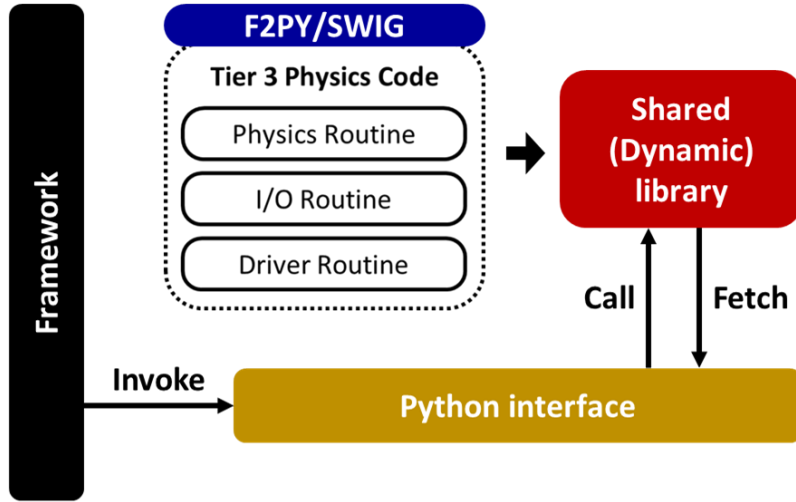 F2PY/SWIG
Tier 3 Physics Code
Physics Routine
I/O Routine
Driver Routine
Shared
(Dynamic)
library
Framework
Call
Fetch
Invoke
Python interface